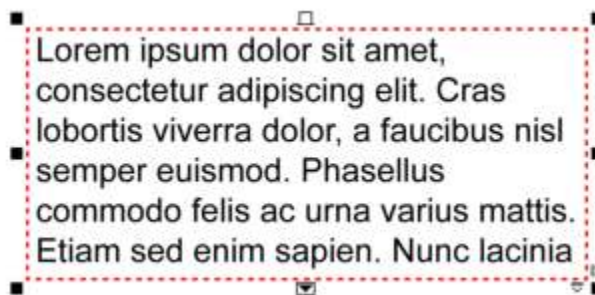 Lorem ipsum dolor sit amet,
consectetur adipiscing elit. Cras
lobortis viverra dolor, a faucibus nisl
semper euismod. Phasellus
commodo felis ac urna varius mattis.
Etiam sed enim sapien. Nunc lacinia